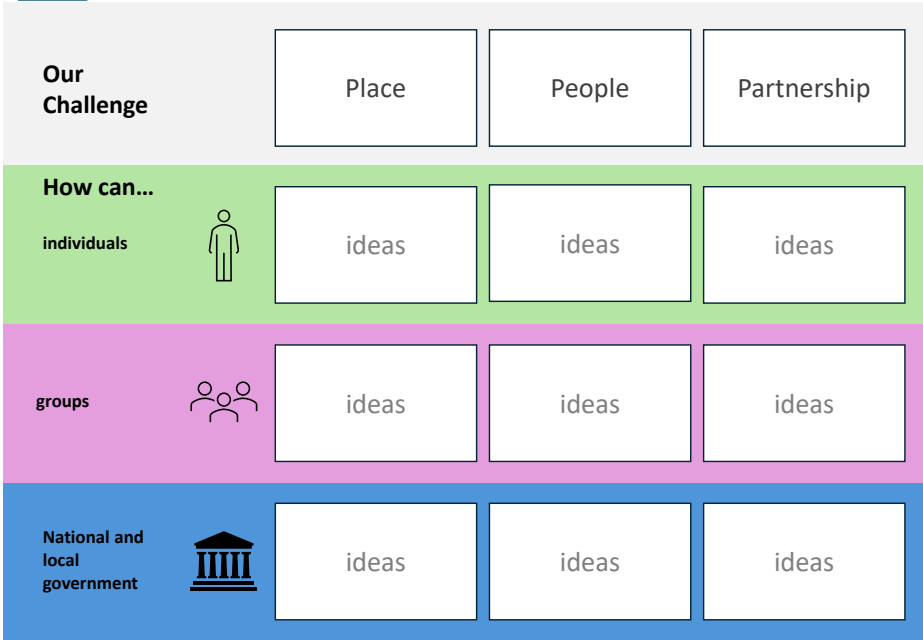 Our
Challenge
Place
People
Partnership
How can...
individuals
ideas
ideas
ideas
groups
ideas
ideas
ideas
National and
local
government
ideas
ideas
ideas